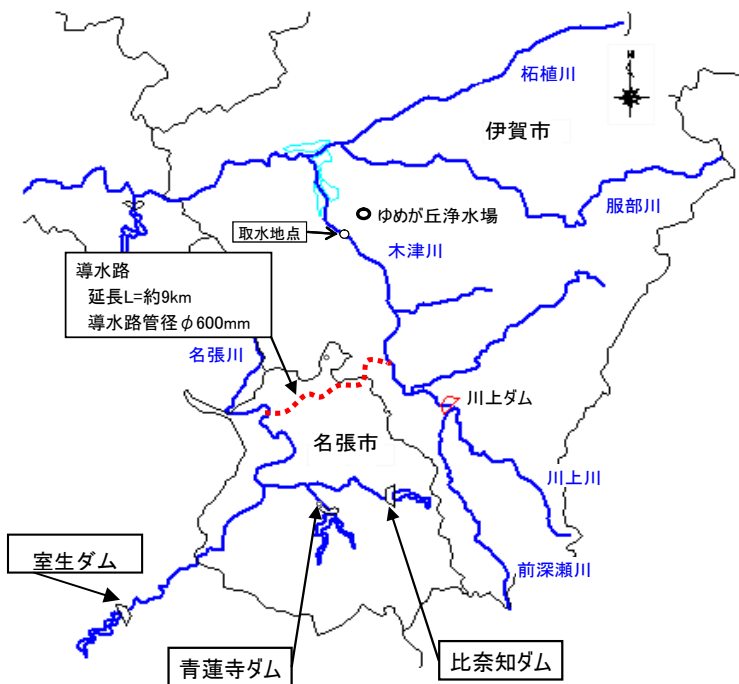 柘植川
伊賀市
服部川
ゆめが丘浄水場
取水地点
木津川
導水路
延長L=約9km
導水路管径φ600mm
名張川
川上ダム
名張市
川上川
室生ダム
前深瀬川
青蓮寺ダム
比奈知ダム